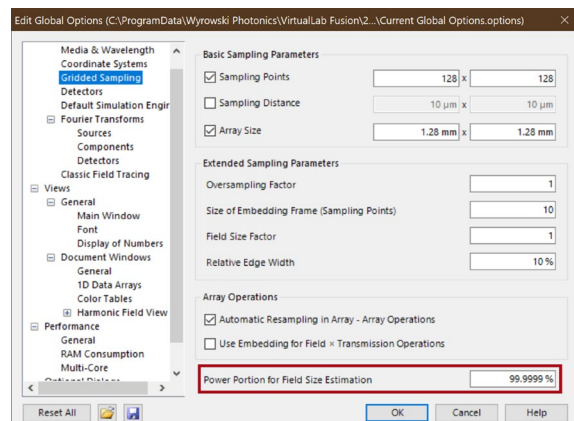 Edit Global Options (C:\ProgramData\Wyrowski Photonics\VirtualLab Fusion\2...\Current Global Options.options)
Media & Wavelength
Coordinate Systems
Gridded Sampling
Detectors
Default Simulation Engir
Fourier Transforms
Sources
Components
Detectors
Classic Field Tracing
Views
General
Main Window
Font
Display of Numbers
Document Windows
General
1D Data Arrays
Color Tables
Harmonic Field View
Performance
General
RAM Consumption
Multi-Core
Basic Sampling Parameters
Sampling Points 128 x 128
Sampling Distance 10 µm x 10 µm
Array Size 1.28 mm x 1.28 mm
Extended Sampling Parameters
Oversampling Factor 1
Size of Embedding Frame (Sampling Points) 10
Field Size Factor 1
Relative Edge Width 10 %
Array Operations
Automatic Resampling in Array - Array Operations
Use Embedding for Field × Transmission Operations
Power Portion for Field Size Estimation 99.9999 %
Reset All OK Cancel Help